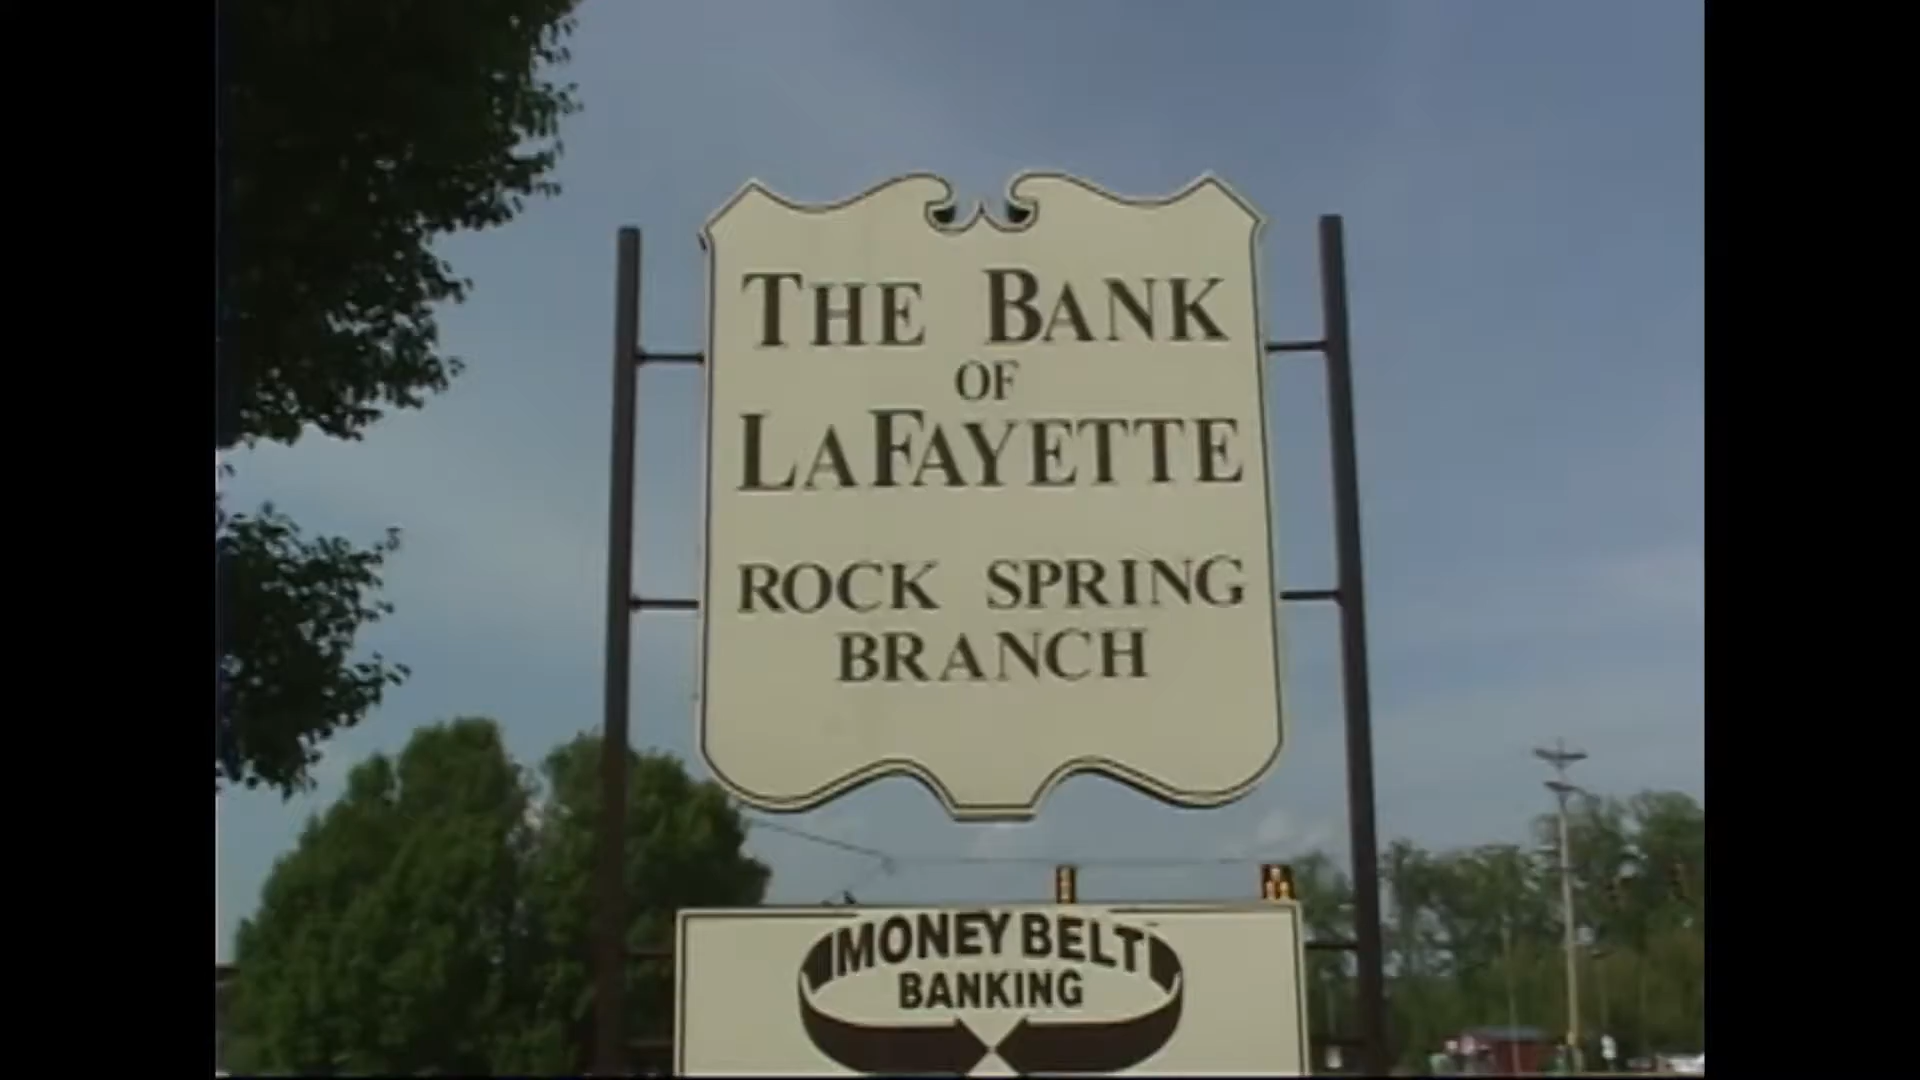 THE BANK
OF
LAFAYETTE
ROCK SPRING
BRANCH
MONEY BELT
BANKING